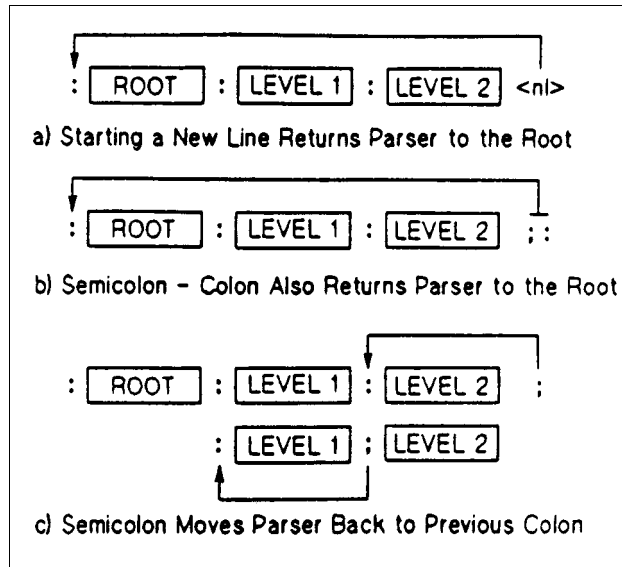 : ROOT : LEVEL 1 : LEVEL 2 <nl>
a) Starting a New Line Returns Parser to the Root
: ROOT : LEVEL 1 : LEVEL 2 ; :
b) Semicolon – Colon Also Returns Parser to the Root
: ROOT : LEVEL 1 : LEVEL 2 ;
: LEVEL 1 ; LEVEL 2
c) Semicolon Moves Parser Back to Previous Colon